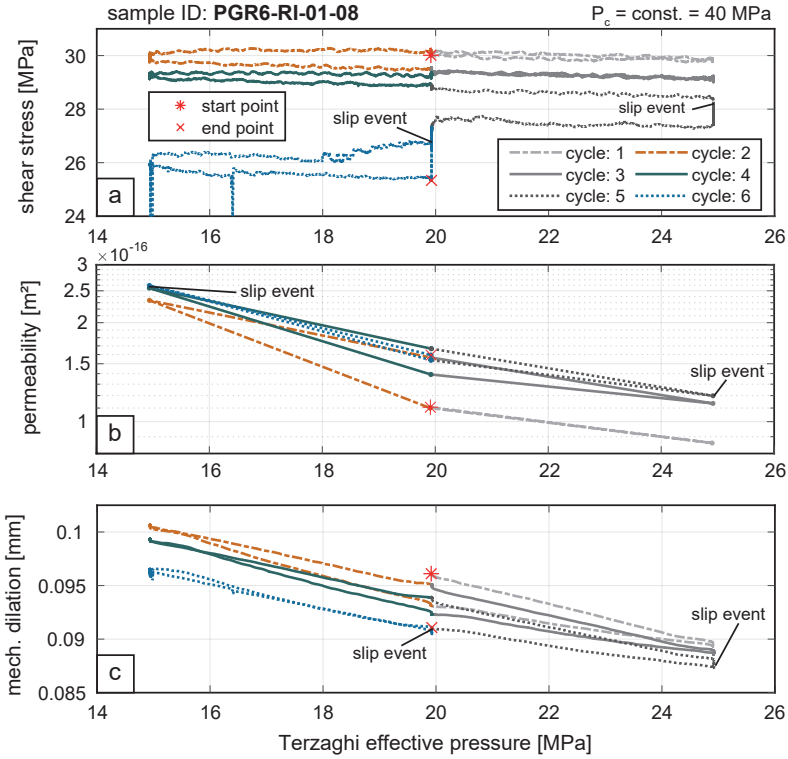 sample ID: PGR6-RI-01-08
P_c = const. = 40 MPa
shear stress [MPa]
30
28
26
24
start point
end point
slip event
slip event
cycle: 1
cycle: 2
cycle: 3
cycle: 4
cycle: 5
cycle: 6
a
14 16 18 20 22 24 26
×10⁻¹⁶
permeability [m²]
3
2.5
2
1.5
1
slip event
slip event
b
14 16 18 20 22 24 26
mech. dilation [mm]
0.1
0.095
0.09
0.085
slip event
slip event
c
14 16 18 20 22 24 26
Terzaghi effective pressure [MPa]